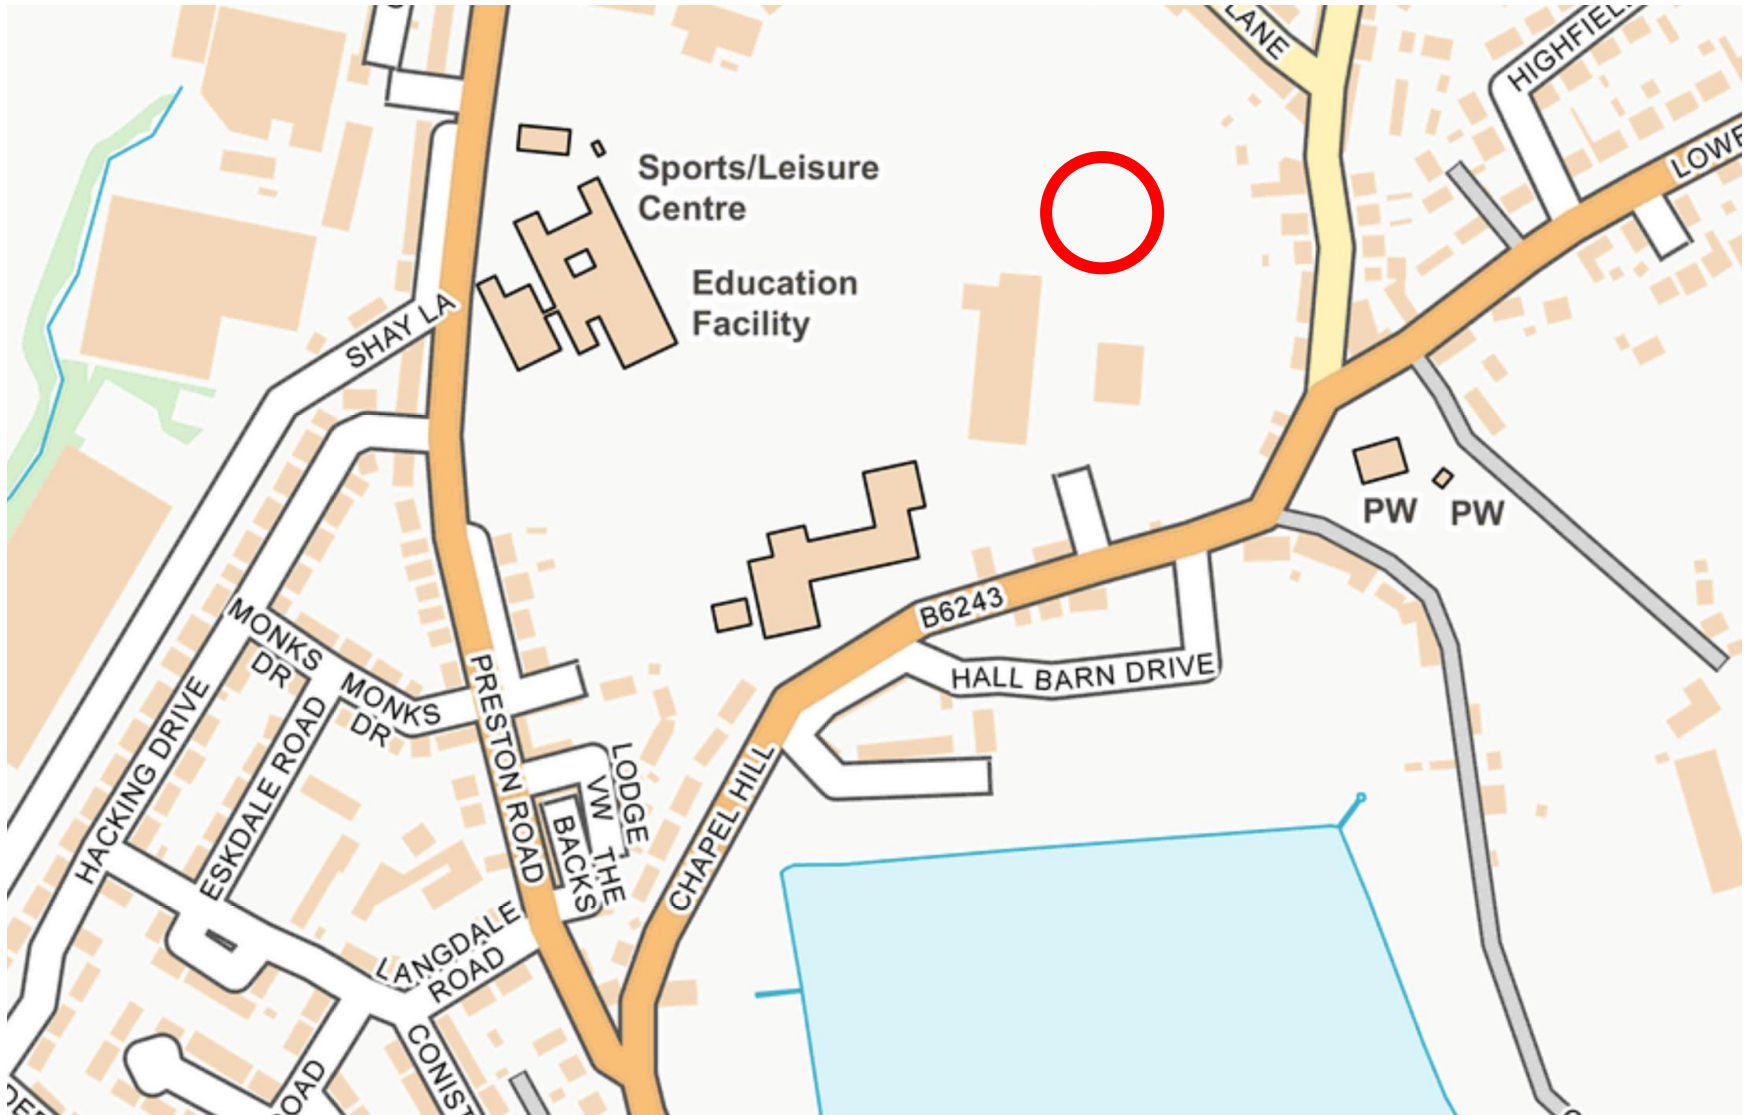 LANE
HIGHFIEL
LOWE
Sports/Leisure
Centre
Education
Facility
SHAY LA
PW
PW
B6243
HALL BARN DRIVE
MONKS
DR
MONKS
DR
PRESTON ROAD
HACKING DRIVE
ESKDALE ROAD
LODGE
VW THE
BACKS
CHAPEL HILL
LANGDALE
ROAD
CONIST
OAD